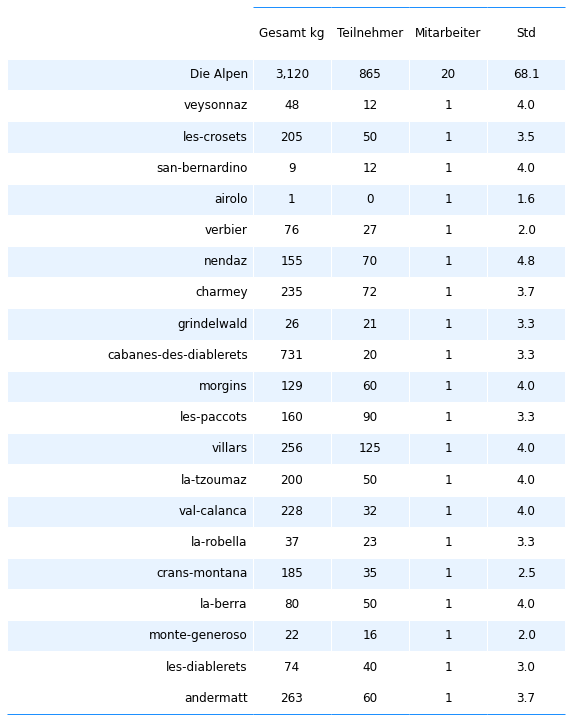 Gesamt kg Teilnehmer Mitarbeiter Std
Die Alpen 3,120 865 20 68.1
veysonnaz 48 12 1 4.0
les-crosets 205 50 1 3.5
san-bernardino 9 12 1 4.0
airolo 1 0 1 1.6
verbier 76 27 1 2.0
nendaz 155 70 1 4.8
charmey 235 72 1 3.7
grindelwald 26 21 1 3.3
cabanes-des-diablerets 731 20 1 3.3
morgins 129 60 1 4.0
les-paccots 160 90 1 3.3
villars 256 125 1 4.0
la-tzoumaz 200 50 1 4.0
val-calanca 228 32 1 4.0
la-robella 37 23 1 3.3
crans-montana 185 35 1 2.5
la-berra 80 50 1 4.0
monte-generoso 22 16 1 2.0
les-diablerets 74 40 1 3.0
andermatt 263 60 1 3.7